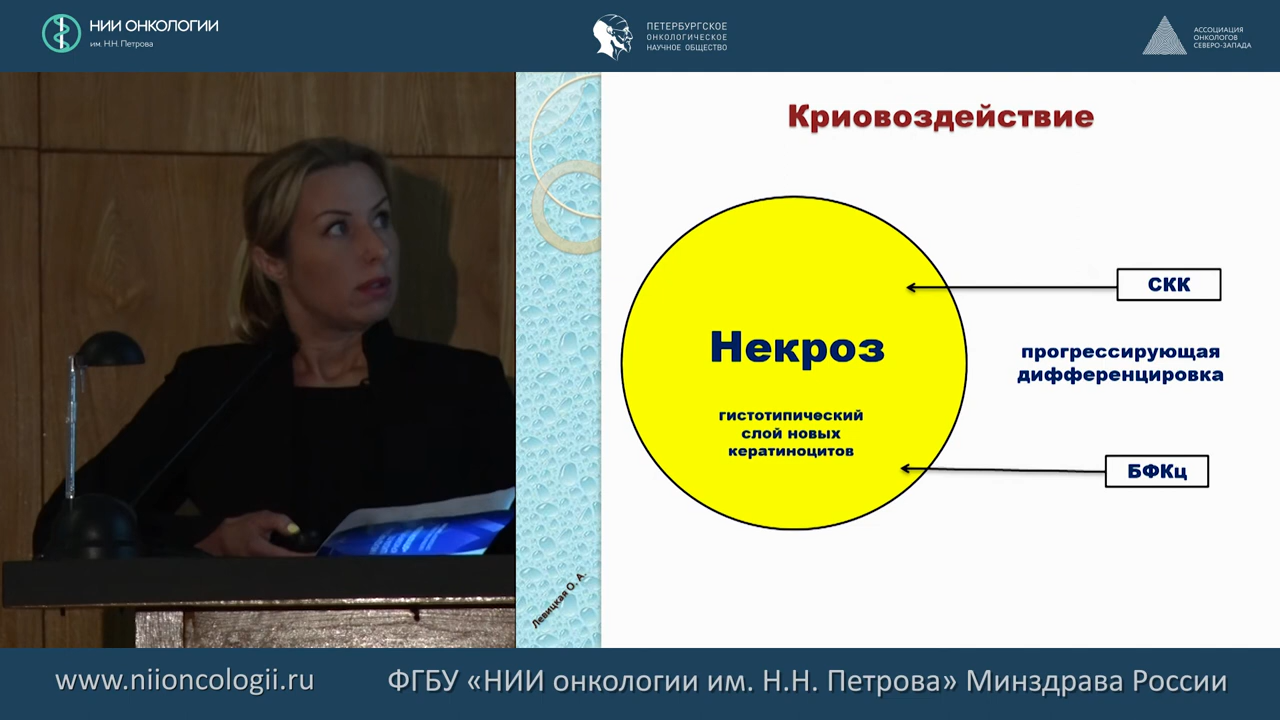 НИИ ОНКОЛОГИИ
им. Н.Н. Петрова
ПЕТЕРБУРГСКОЕ
ОНКОЛОГИЧЕСКОЕ
НАУЧНОЕ ОБЩЕСТВО
АССОЦИАЦИЯ
ОНКОЛОГОВ
СЕВЕРО-ЗАПАДА
Криовоздействие
СКК
Некроз
прогрессирующая
дифференцировка
гистотипический
слой новых
кератиноцитов
БФКц
Левицкая О. А.
www.niioncologii.ru
ФГБУ «НИИ онкологии им. Н.Н. Петрова» Минздрава России